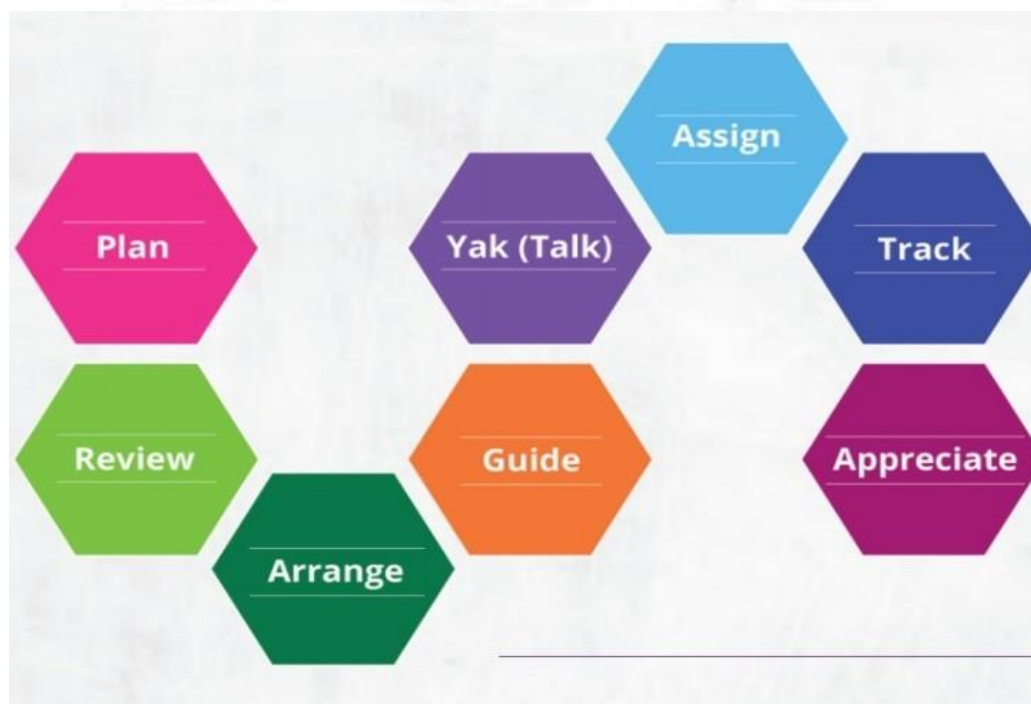 Plan
Review
Arrange
Guide
Yak (Talk)
Assign
Track
Appreciate